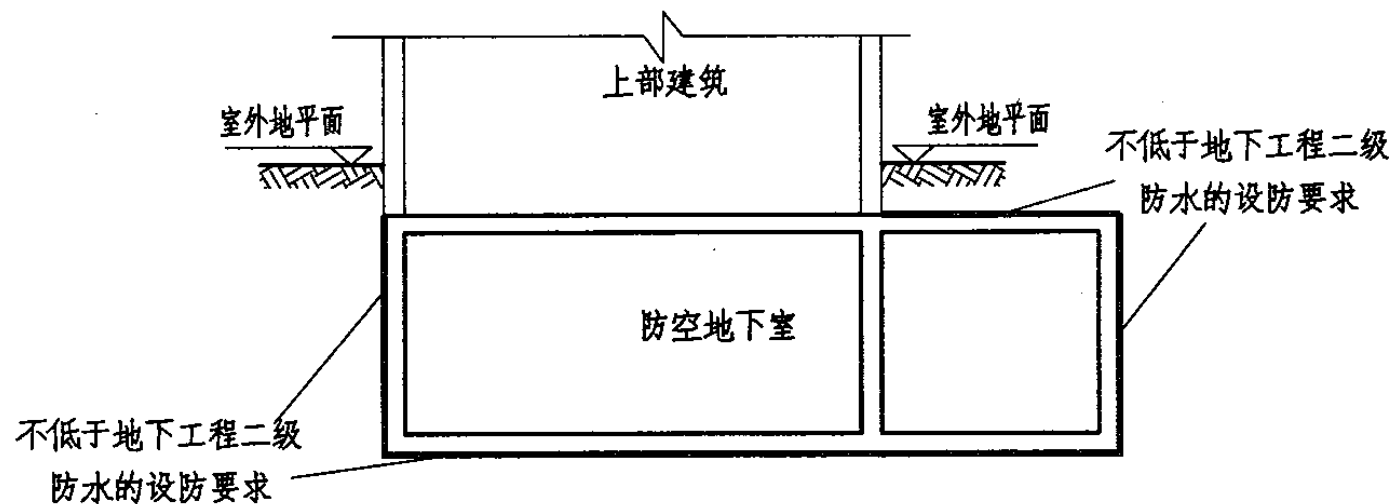 上部建筑
室外地平面
室外地平面
不低于地下工程二级
防水的设防要求
防空地下室
不低于地下工程二级
防水的设防要求